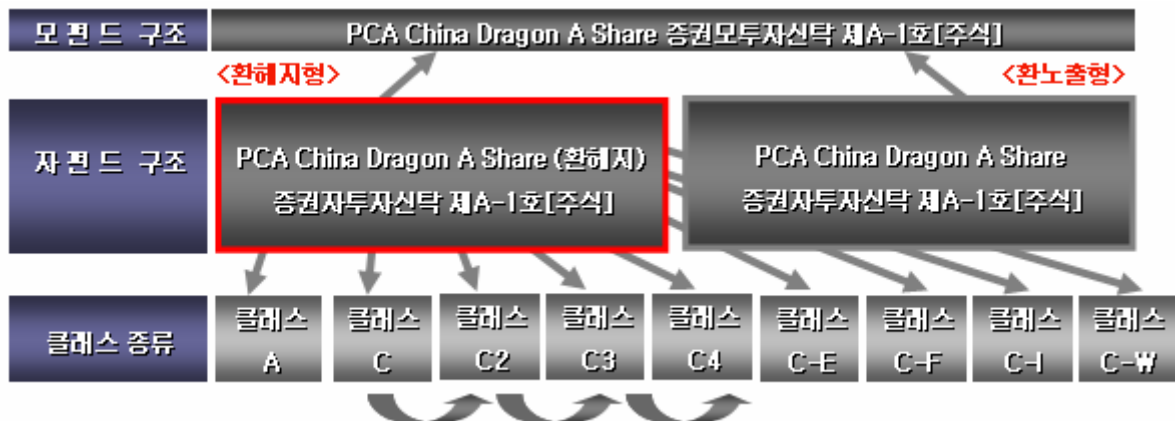 모 펀 드 구조
PCA China Dragon A Share 증권모투자신탁 제A-1호[주식]
<환헤지형>
<환노출형>
자 펀 드 구조
PCA China Dragon A Share (환헤지)
증권자투자신탁 제A-1호[주식]
PCA China Dragon A Share
증권자투자신탁 제A-1호[주식]
클래스 종류
클래스
A
클래스
C
클래스
C2
클래스
C3
클래스
C4
클래스
C-E
클래스
C-F
클래스
C-I
클래스
C-W